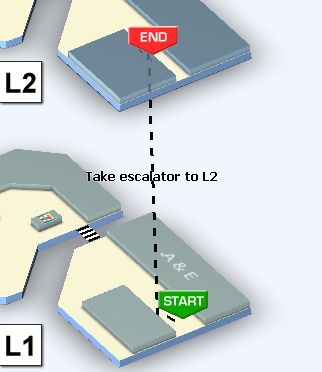 END
L2
Take escalator to L2
A & E
START
L1